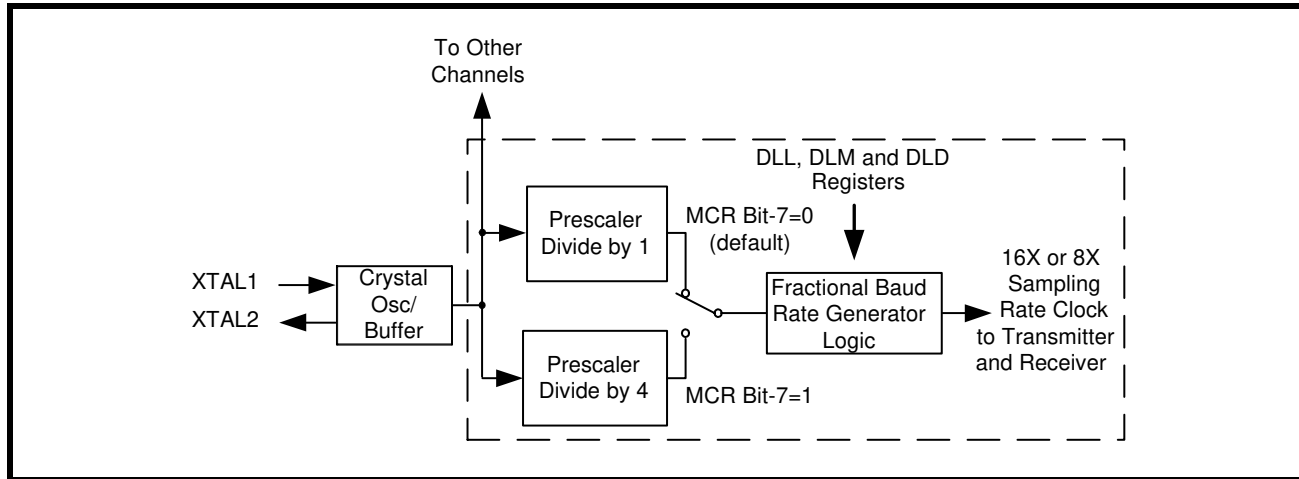 To Other
Channels
DLL, DLM and DLD
Registers
Prescaler
Divide by 1
MCR Bit-7=0
(default)
XTAL1
XTAL2
Crystal
Osc/
Buffer
Fractional Baud
Rate Generator
Logic
16X or 8X
Sampling
Rate Clock
to Transmitter
and Receiver
Prescaler
Divide by 4
MCR Bit-7=1